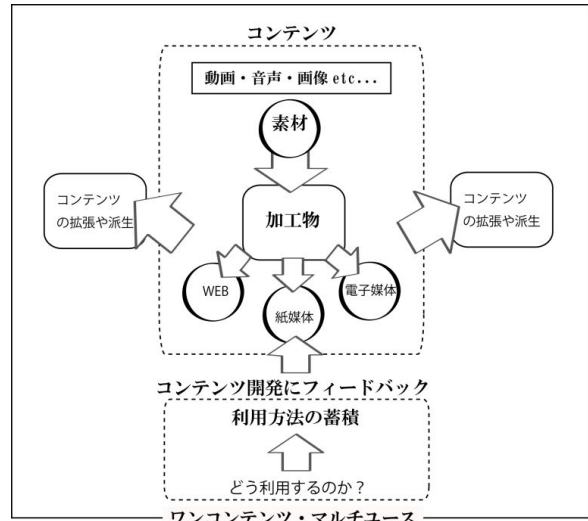 コンテンツ
動画・音声・画像 etc...
素材
コンテンツ
の拡張や派生
加工物
コンテンツ
の拡張や派生
WEB
紙媒体
電子媒体
コンテンツ開発にフィードバック
利用方法の蓄積
どう利用するのか？
ワンコンテンツ・マルチユース